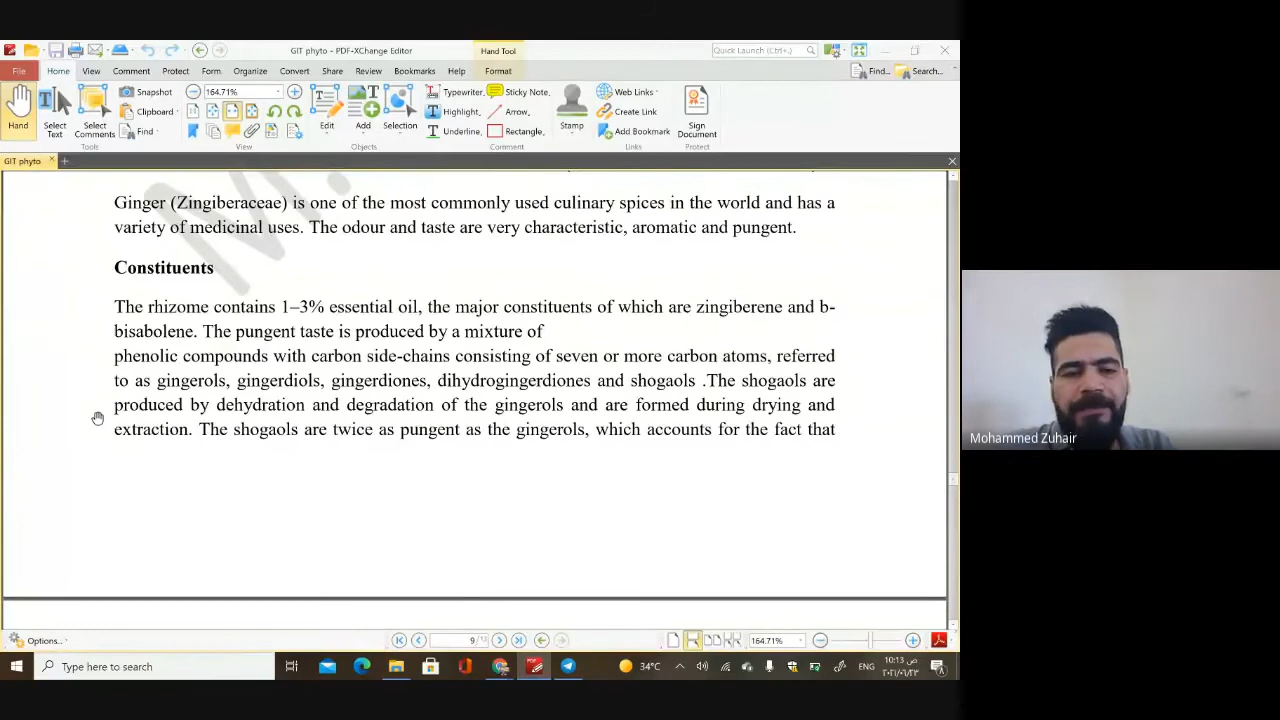 GIT phyto - PDF-XChange Editor
Hand Tool
Quick Launch (Ctrl+.)
File Home View Comment Protect Form Organize Convert Share Review Bookmarks Help Format Find... Search...
Hand
Select Text
Select Comments
Snapshot
Clipboard
Find
Tools
164.71%
View
Edit
Add
Selection
Objects
Typewriter
Highlight
Underline
Sticky Note
Arrow
Rectangle
Comment
Stamp
Web Links
Create Link
Add Bookmark
Links
Sign Document
Protect
GIT phyto
M.
Ginger (Zingiberaceae) is one of the most commonly used culinary spices in the world and has a
variety of medicinal uses. The odour and taste are very characteristic, aromatic and pungent.
Constituents
The rhizome contains 1–3% essential oil, the major constituents of which are zingiberene and b-
bisabolene. The pungent taste is produced by a mixture of
phenolic compounds with carbon side-chains consisting of seven or more carbon atoms, referred
to as gingerols, gingerdiols, gingerdiones, dihydrogingerdiones and shogaols .The shogaols are
produced by dehydration and degradation of the gingerols and are formed during drying and
extraction. The shogaols are twice as pungent as the gingerols, which accounts for the fact that
Mohammed Zuhair
Options...
9
164.71%
Type here to search
34°C
ENG
10:13 ص
٢٠٢١/٠٦/٢٣